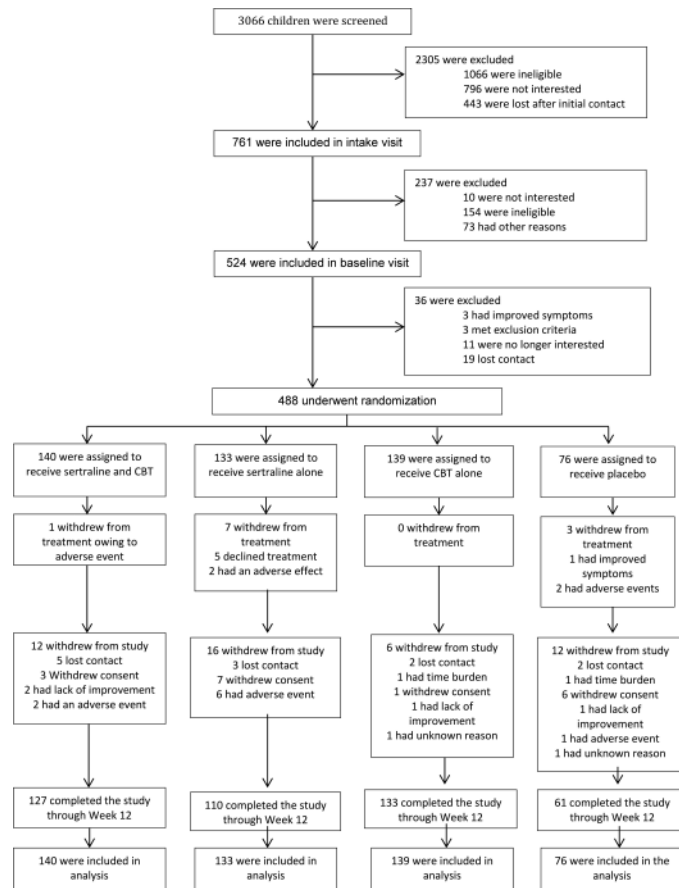 3066 children were screened
2305 were excluded
1066 were ineligible
796 were not interested
443 were lost after initial contact
761 were included in intake visit
237 were excluded
10 were not interested
154 were ineligible
73 had other reasons
524 were included in baseline visit
36 were excluded
3 had improved symptoms
3 met exclusion criteria
11 were no longer interested
19 lost contact
488 underwent randomization
140 were assigned to
receive sertraline and CBT
133 were assigned to
receive sertraline alone
139 were assigned to
receive CBT alone
76 were assigned to
receive placebo
1 withdrew from
treatment owing to
adverse event
7 withdrew from
treatment
5 declined treatment
2 had an adverse effect
0 withdrew from
treatment
3 withdrew from
treatment
1 had improved
symptoms
2 had adverse events
12 withdrew from study
5 lost contact
3 Withdrew consent
2 had lack of improvement
2 had an adverse event
16 withdrew from study
3 lost contact
7 withdrew consent
6 had adverse event
6 withdrew from study
2 lost contact
1 had time burden
1 withdrew consent
1 had lack of
improvement
1 had unknown reason
12 withdrew from study
2 lost contact
1 had time burden
6 withdrew consent
1 had lack of
improvement
1 had adverse event
1 had unknown reason
127 completed the study
through Week 12
110 completed the study
through Week 12
133 completed the study
through Week 12
61 completed the study
through Week 12
140 were included in
analysis
133 were included in
analysis
139 were included in
analysis
76 were included in the
analysis